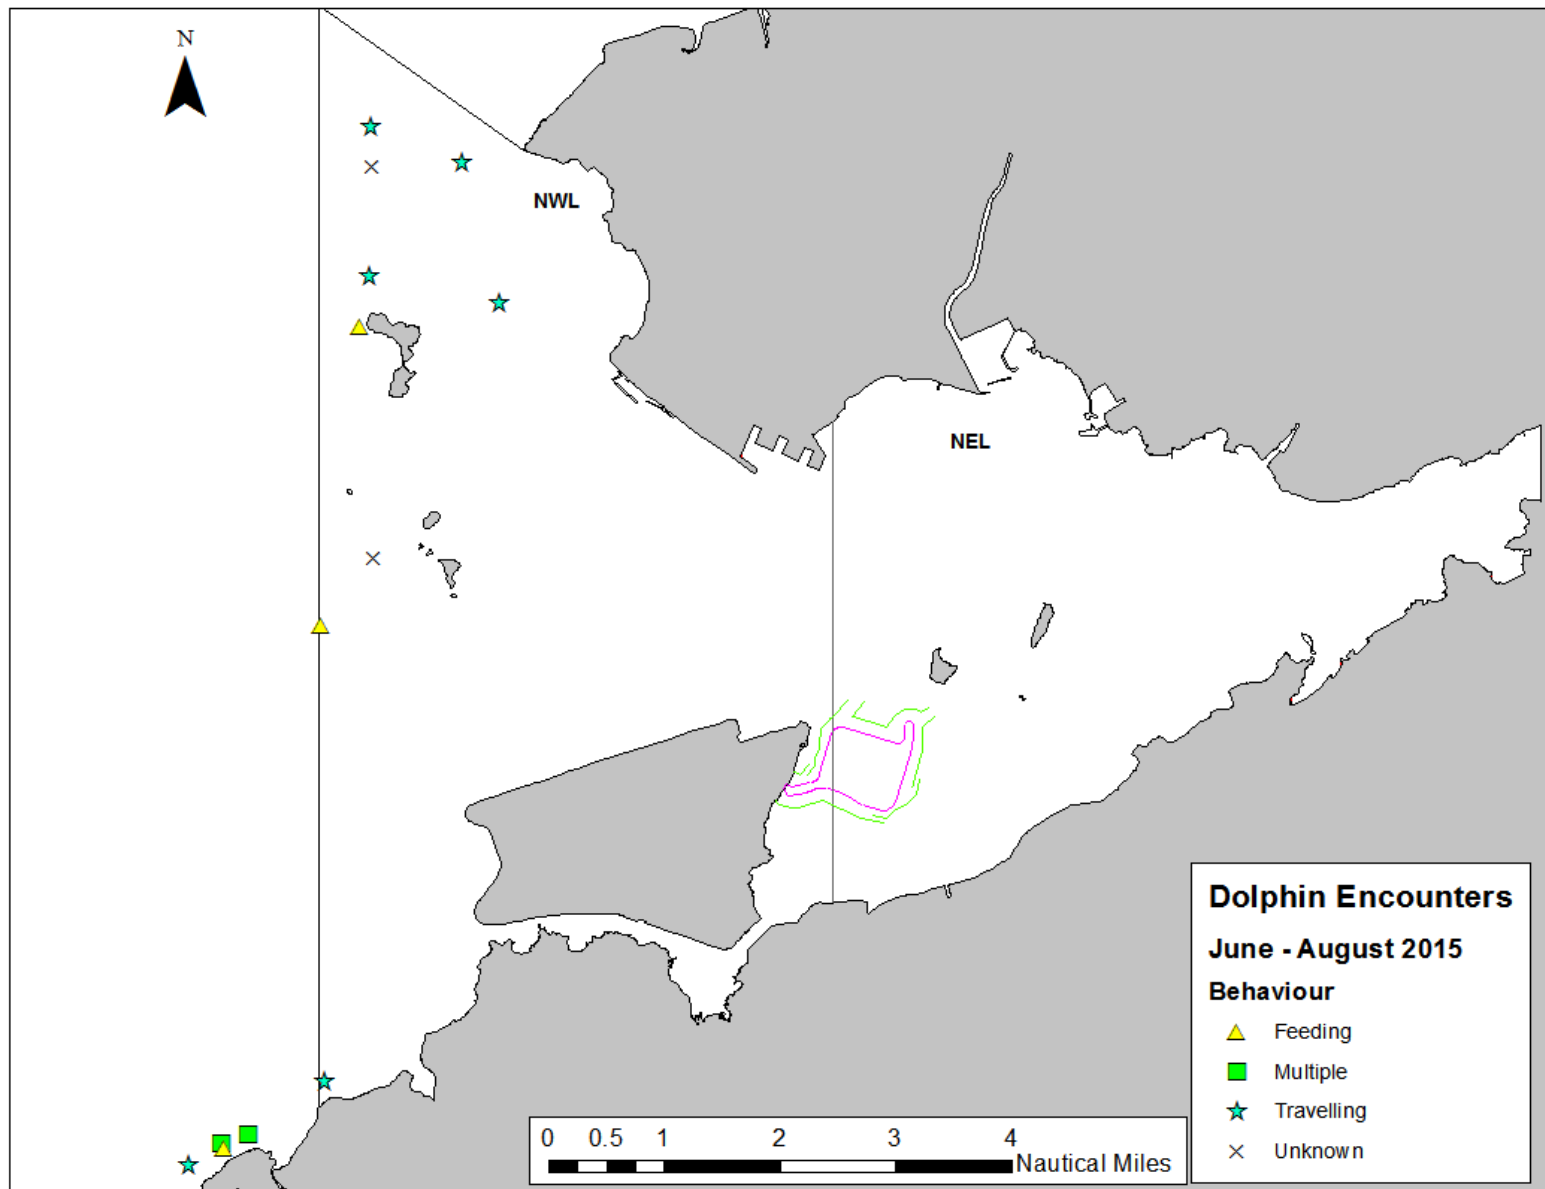 N
NWL
NEL
Dolphin Encounters
June - August 2015
Behaviour
Feeding
Multiple
Travelling
Unknown
0 0.5 1 2 3 4
Nautical Miles